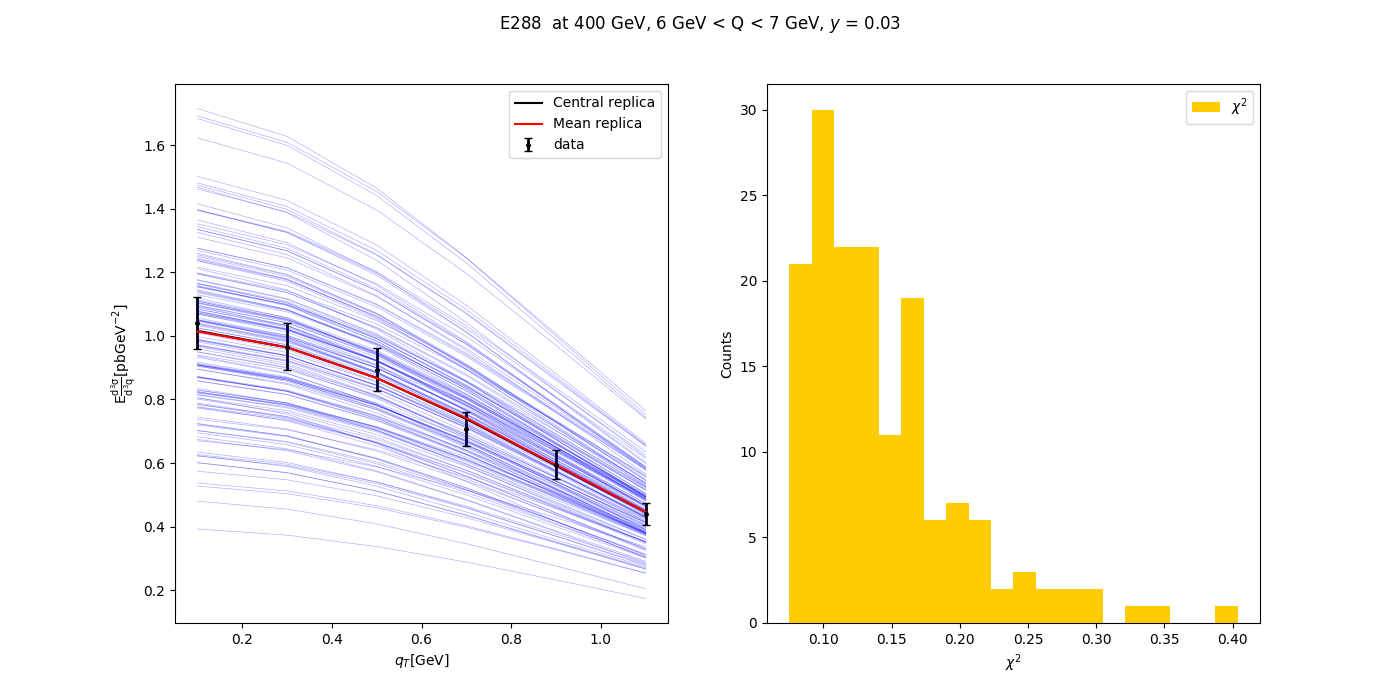 E288 at 400 GeV, 6 GeV < Q < 7 GeV, y = 0.03
Central replica
Mean replica
data
1.6
1.4
1.2
1.0
0.8
0.6
0.4
0.2
E d³σ/d³q [pbGeV⁻²]
0.2 0.4 0.6 0.8 1.0
q_T[GeV]
χ²
30
25
20
15
10
5
0
Counts
0.10 0.15 0.20 0.25 0.30 0.35 0.40
χ²